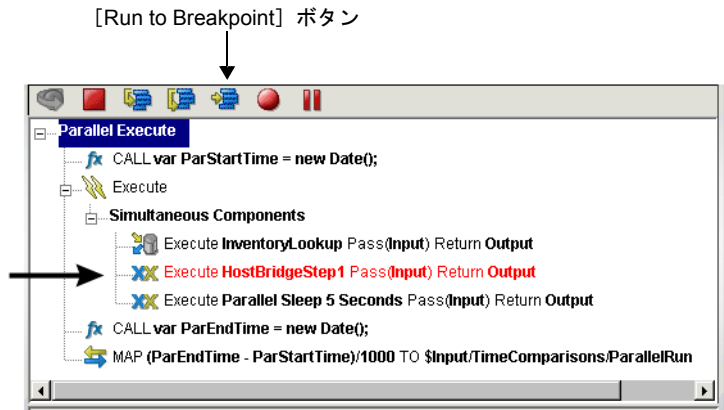 ［Run to Breakpoint］ボタン
Parallel Execute
fx CALL var ParStartTime = new Date();
Execute
Simultaneous Components
Execute InventoryLookup Pass(Input) Return Output
Execute HostBridgeStep1 Pass(Input) Return Output
Execute Parallel Sleep 5 Seconds Pass(Input) Return Output
fx CALL var ParEndTime = new Date();
MAP (ParEndTime - ParStartTime)/1000 TO $Input/TimeComparisons/ParallelRun